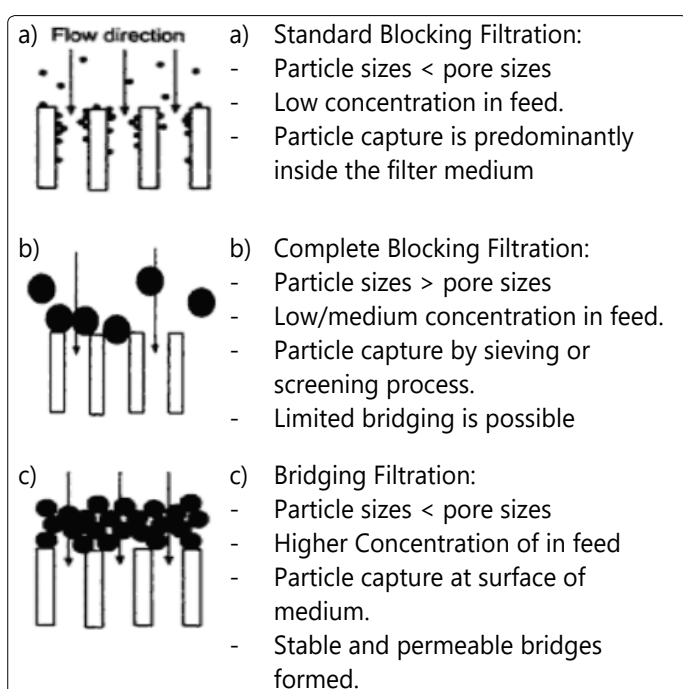 a) Flow direction
a) Standard Blocking Filtration:
- Particle sizes < pore sizes
- Low concentration in feed.
- Particle capture is predominantly
inside the filter medium
b)
b) Complete Blocking Filtration:
- Particle sizes > pore sizes
- Low/medium concentration in feed.
- Particle capture by sieving or
screening process.
- Limited bridging is possible
c)
c) Bridging Filtration:
- Particle sizes < pore sizes
- Higher Concentration of in feed
- Particle capture at surface of
medium.
- Stable and permeable bridges
formed.